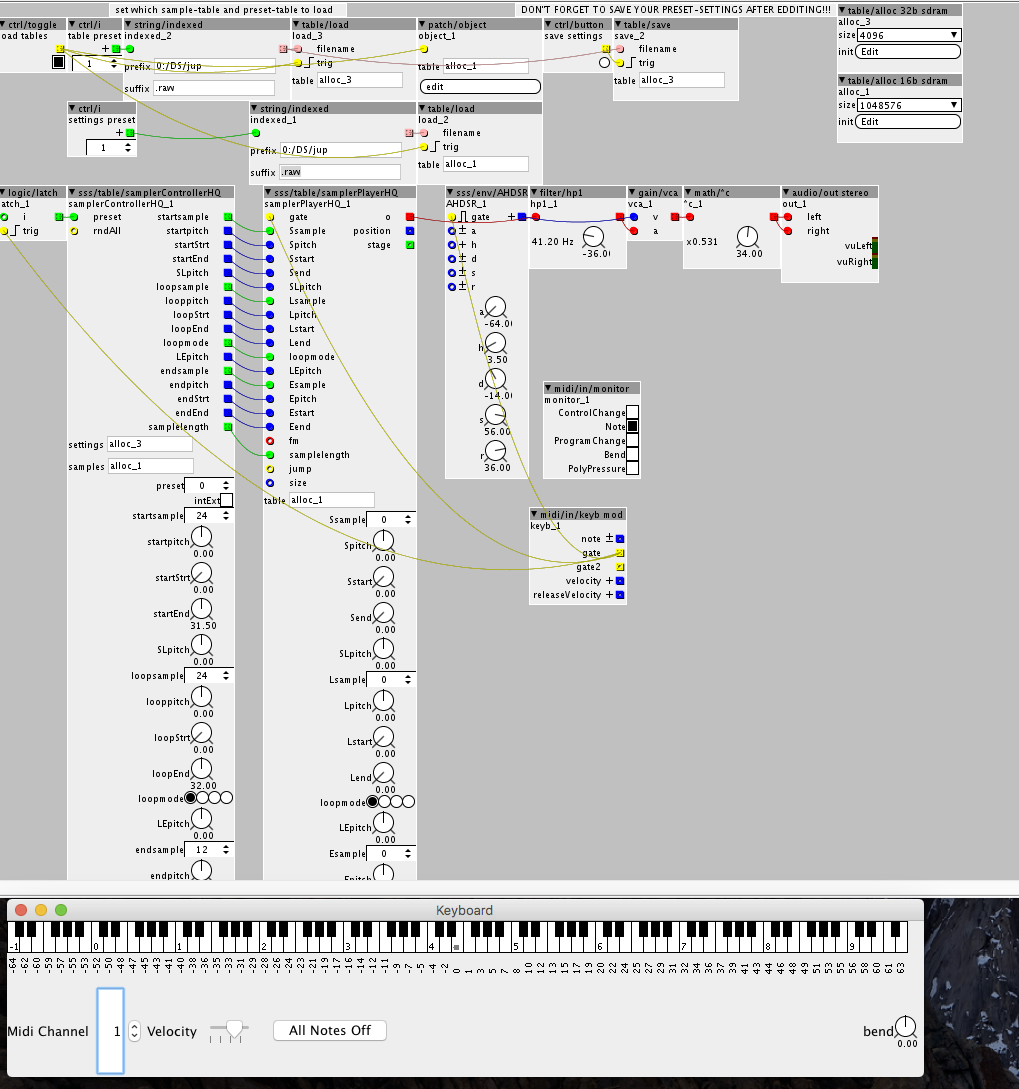 set which sample-table and preset-table to load
DON'T FORGET TO SAVE YOUR PRESET-SETTINGS AFTER EDDITING!!!
ctrl/toggle
oad tables
ctrl/i
table preset
1
string/indexed
indexed_2
prefix 0:/DS/jup
suffix .raw
table/load
load_3
filename
trig
table alloc_3
patch/object
object_1
table alloc_1
edit
ctrl/button
save settings
table/save
save_2
filename
trig
table alloc_3
table/alloc 32b sdram
alloc_3
size 4096
init Edit
table/alloc 16b sdram
alloc_1
size 1048576
init Edit
ctrl/i
settings preset
1
string/indexed
indexed_1
prefix 0:/DS/jup
suffix .raw
table/load
load_2
filename
trig
table alloc_1
logic/latch
atch_1
i
trig
sss/table/samplerControllerHQ
samplerControllerHQ_1
preset startsample
rndAll startpitch
startStrt
startEnd
SLpitch
loopsample
looppitch
loopStrt
loopEnd
loopmode
LEpitch
endsample
endpitch
endStrt
endEnd
samplelength
settings alloc_3
samples alloc_1
preset 0
intExt
startsample 24
startpitch
0.00
startStrt
0.00
startEnd
31.50
SLpitch
0.00
loopsample 24
looppitch
0.00
loopStrt
0.00
loopEnd
32.00
loopmode
LEpitch
0.00
endsample 12
endpitch
sss/table/samplerPlayerHQ
samplerPlayerHQ_1
gate o
Ssample position
Spitch stage
Sstart
Send
SLpitch
Lsample
Lpitch
Lstart
Lend
loopmode
LEpitch
Esample
Epitch
Estart
Eend
fm
samplelength
jump
size
table alloc_1
Ssample 0
Spitch
0.00
Sstart
0.00
Send
0.00
SLpitch
0.00
Lsample 0
Lpitch
0.00
Lstart
0.00
Lend
0.00
loopmode
LEpitch
0.00
Esample 0
Epitch
sss/env/AHDSR
AHDSR_1
gate
a
h
d
s
r
a
-64.0
h
3.50
d
-14.0
s
56.00
r
36.00
filter/hp1
hp1_1
41.20 Hz
-36.0
gain/vca
vca_1
v
a
math/^c
^c_1
x0.531
34.00
audio/out stereo
out_1
left
right
vuLeft
vuRight
midi/in/monitor
monitor_1
ControlChange
Note
ProgramChange
Bend
PolyPressure
midi/in/keyb mod
keyb_1
note
gate
gate2
velocity
releaseVelocity
Keyboard
-1 0 1 2 3 4 5 6 7 8 9
-64 -62 -60 -59 -57 -55 -53 -52 -50 -48 -47 -45 -43 -41 -40 -38 -36 -35 -33 -31 -29 -28 -26 -24 -23 -21 -19 -17 -16 -14 -12 -11 -9 -7 -5 -4 -2 0 1 3 5 7 8 10 12 13 15 17 19 20 22 24 25 27 29 31 32 34 36 37 39 41 43 44 46 48 49 51 53 55 56 58 60 61 63
Midi Channel 1 Velocity All Notes Off bend
0.00